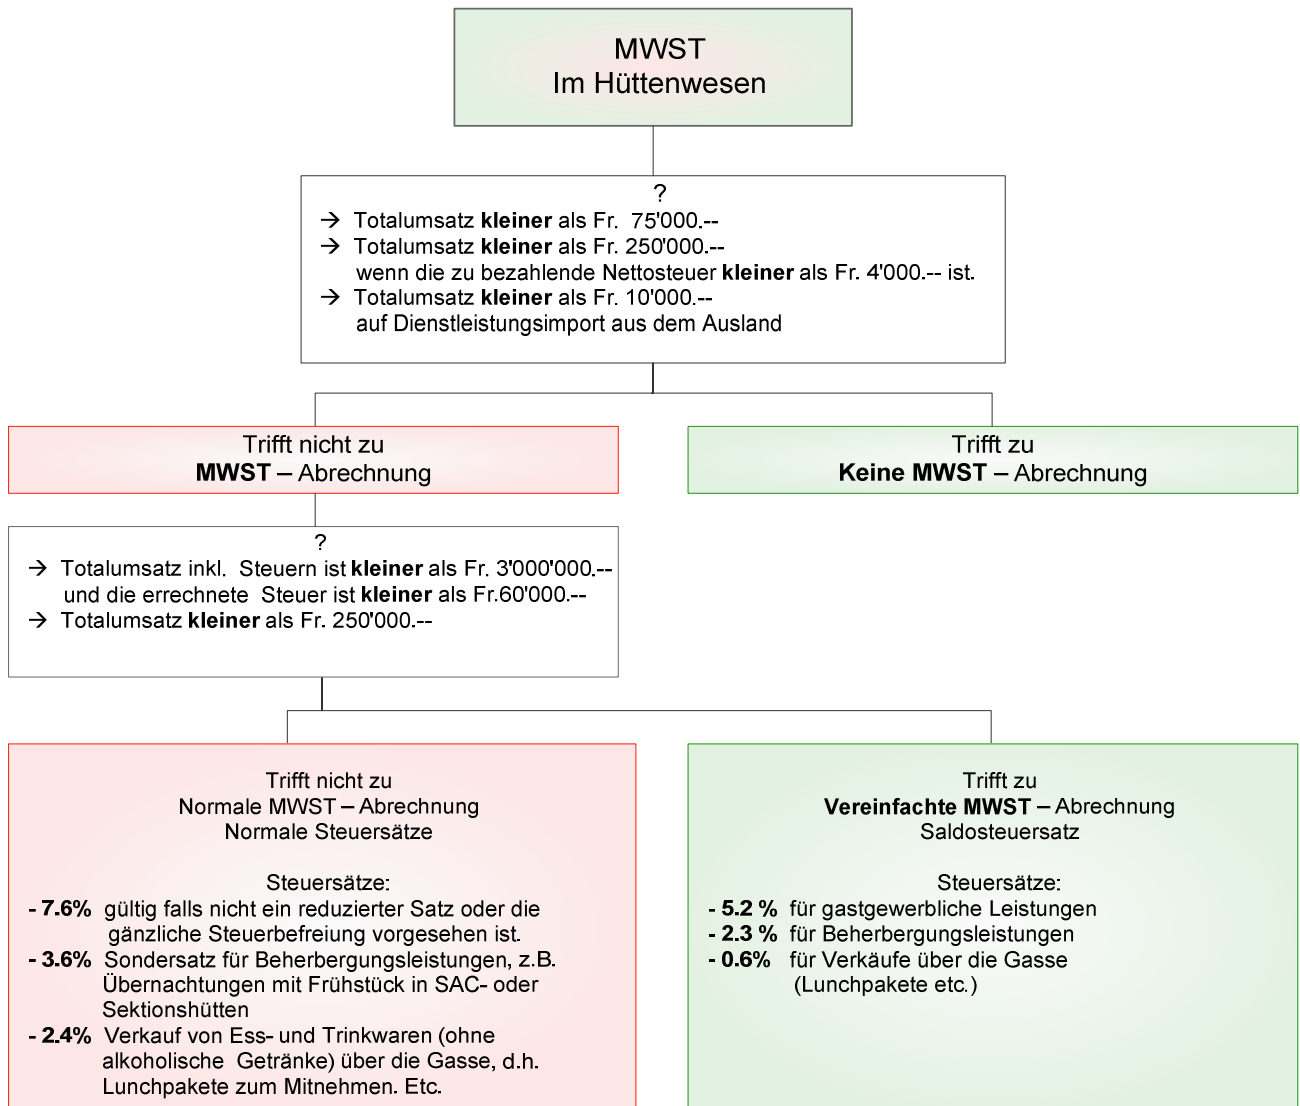 MWST
Im Hüttenwesen
?
→ Totalumsatz kleiner als Fr. 75'000.--
→ Totalumsatz kleiner als Fr. 250'000.--
wenn die zu bezahlende Nettosteuer kleiner als Fr. 4'000.-- ist.
→ Totalumsatz kleiner als Fr. 10'000.--
auf Dienstleistungsimport aus dem Ausland
Trifft nicht zu
MWST – Abrechnung
Trifft zu
Keine MWST – Abrechnung
?
→ Totalumsatz inkl. Steuern ist kleiner als Fr. 3'000'000.--
und die errechnete Steuer ist kleiner als Fr.60'000.--
→ Totalumsatz kleiner als Fr. 250'000.--
Trifft nicht zu
Normale MWST – Abrechnung
Normale Steuersätze
Steuersätze:
- 7.6% gültig falls nicht ein reduzierter Satz oder die
gänzliche Steuerbefreiung vorgesehen ist.
- 3.6% Sondersatz für Beherbergungsleistungen, z.B.
Übernachtungen mit Frühstück in SAC- oder
Sektionshütten
- 2.4% Verkauf von Ess- und Trinkwaren (ohne
alkoholische Getränke) über die Gasse, d.h.
Lunchpakete zum Mitnehmen. Etc.
Trifft zu
Vereinfachte MWST – Abrechnung
Saldosteuersatz
Steuersätze:
- 5.2 % für gastgewerbliche Leistungen
- 2.3 % für Beherbergungsleistungen
- 0.6% für Verkäufe über die Gasse
(Lunchpakete etc.)